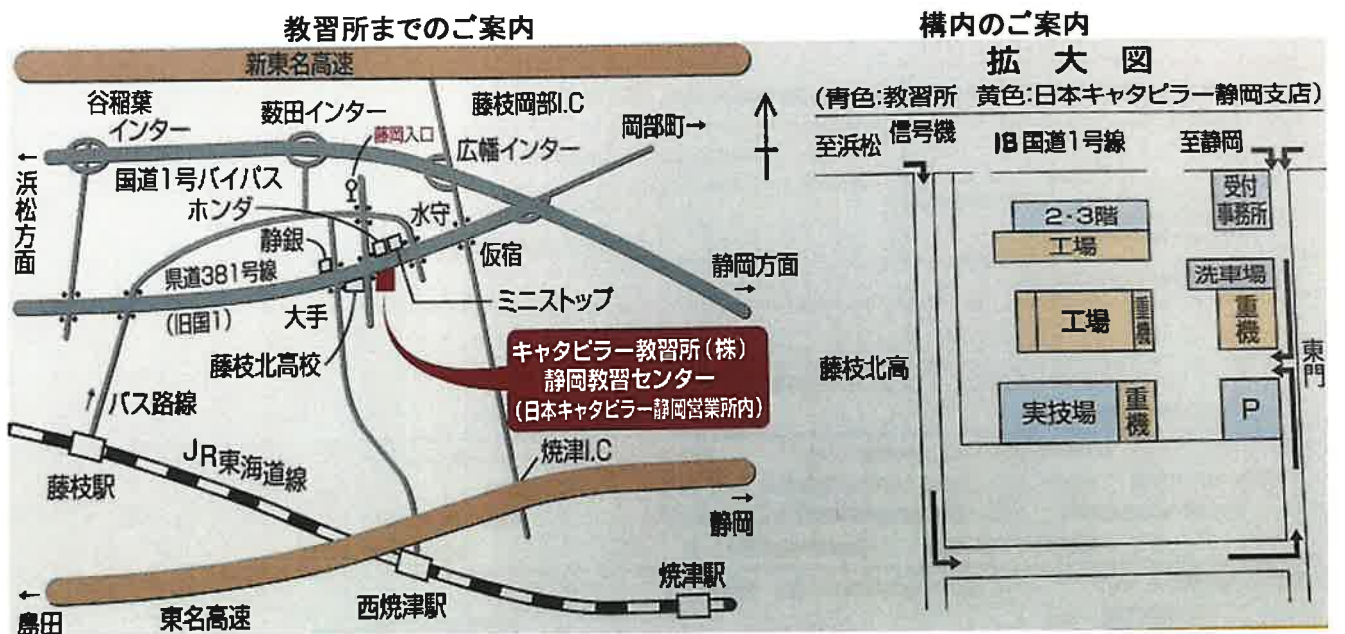 教習所までのご案内
新東名高速
谷稲葉
インター
薮田インター
藤岡入口
藤枝岡部I.C
広幡インター
岡部町→
←浜松方面
国道1号バイパス
ホンダ
水守
静銀
仮宿
県道381号線
(旧国1)
大手
ミニストップ
静岡方面
→
藤枝北高校
キャタピラー教習所(株)
静岡教習センター
(日本キャタピラー静岡営業所内)
バス路線
JR東海道線
藤枝駅
焼津I.C
→
静岡
←
島田
東名高速
西焼津駅
焼津駅
構内のご案内
拡大図
(青色:教習所 黄色:日本キャタピラー静岡支店)
至浜松
信号機
旧国道1号線
至静岡
受付
事務所
2・3階
工場
洗車場
工場
重機
重機
東門
藤枝北高
実技場
重機
P